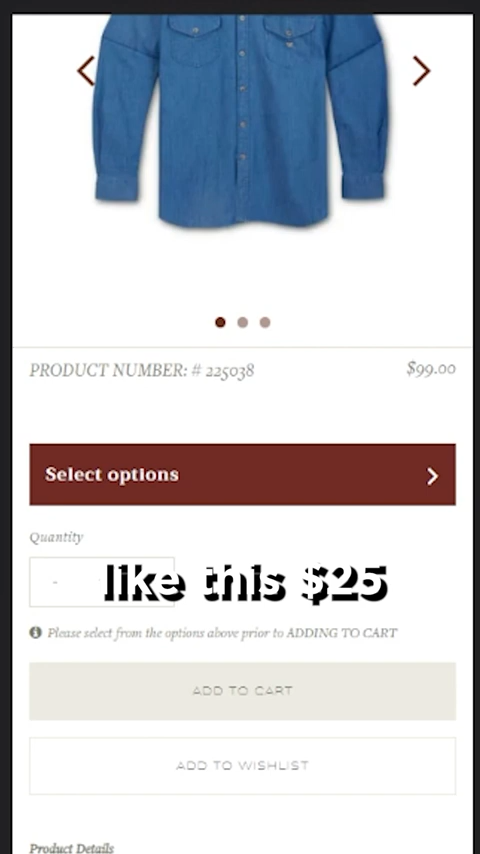 PRODUCT NUMBER: # 225038 $99.00
Select options
Quantity
-
like this $25
Please select from the options above prior to ADDING TO CART
ADD TO CART
ADD TO WISHLIST
Product Details